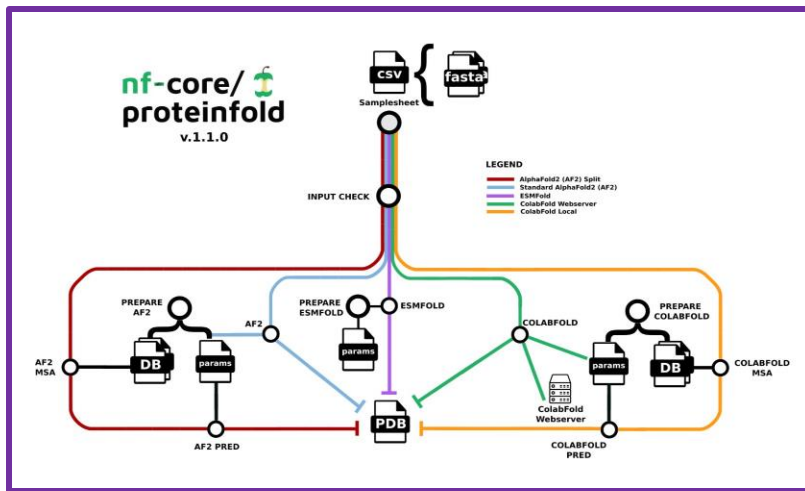 nf-core/
proteinfold
v.1.1.0
CSV
fasta
Samplesheet
INPUT CHECK
LEGEND
AlphaFold2 (AF2) Split
Standard AlphaFold2 (AF2)
ESMFold
ColabFold Webserver
ColabFold Local
PREPARE
AF2
DB
params
AF2
MSA
AF2
AF2 PRED
PREPARE
ESMFOLD
params
ESMFOLD
PDB
COLABFOLD
ColabFold
Webserver
PREPARE
COLABFOLD
params
DB
COLABFOLD
MSA
COLABFOLD
PRED